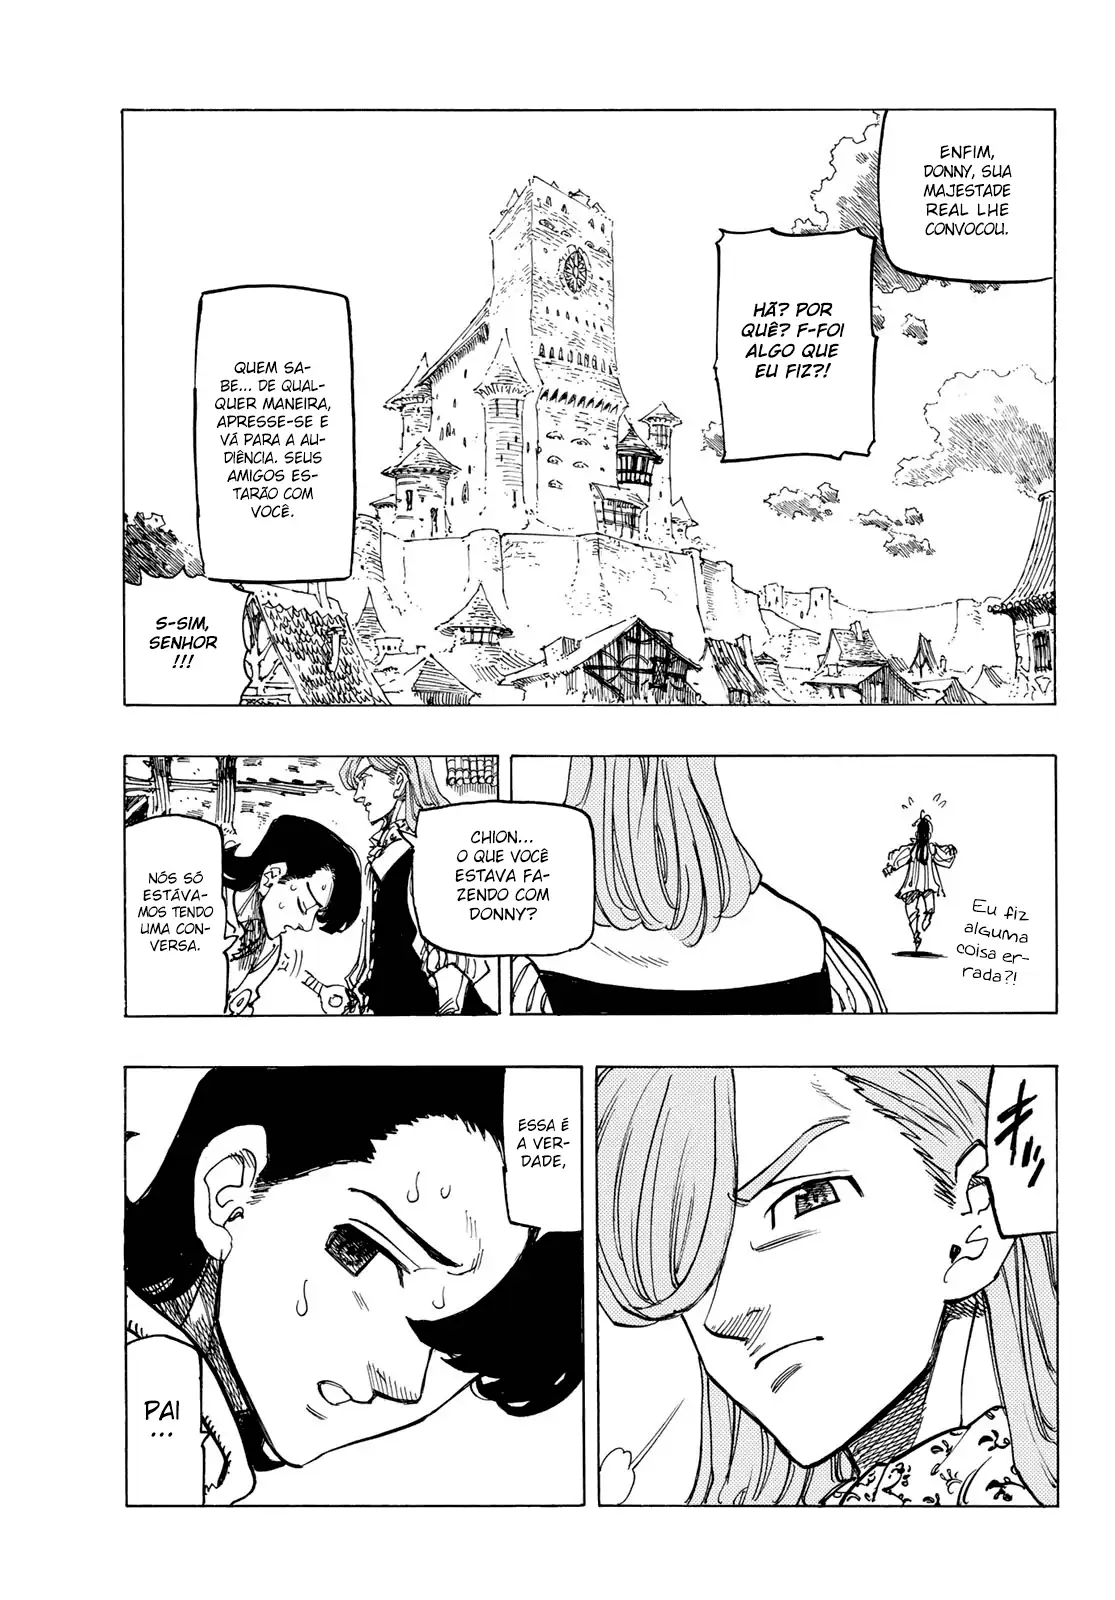 ENFIM,
DONNY, SUA
MAJESTADE
REAL LHE
CONVOCOU.
HÃ? POR
QUÊ? F-FOI
ALGO QUE
EU FIZ?!
QUEM SA-
BE... DE QUAL-
QUER MANEIRA,
APRESSE-SE E
VÁ PARA A AU-
DIÊNCIA. SEUS
AMIGOS ES-
TARÃO COM
VOCÊ.
S-SIM,
SENHOR
!!!
Eu fiz
alguma
coisa er-
rada?!
CHION...
O QUE VOCÊ
ESTAVA FA-
ZENDO COM
DONNY?
NÓS SÓ
ESTÁVA-
MOS TENDO
UMA CON-
VERSA.
ギッ
ESSA É
A VER-
DADE,
PAI
...